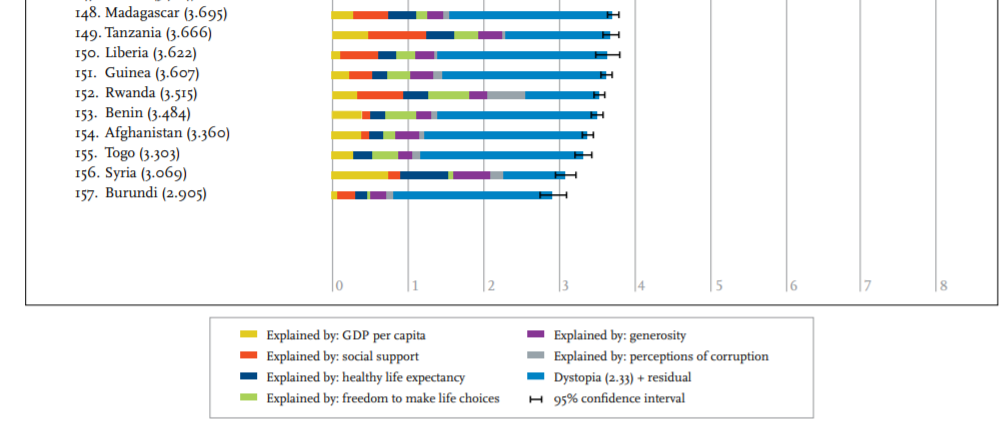 148. Madagascar (3.695)
149. Tanzania (3.666)
150. Liberia (3.622)
151. Guinea (3.607)
152. Rwanda (3.515)
153. Benin (3.484)
154. Afghanistan (3.360)
155. Togo (3.303)
156. Syria (3.069)
157. Burundi (2.905)
0 1 2 3 4 5 6 7 8
Explained by: GDP per capita
Explained by: social support
Explained by: healthy life expectancy
Explained by: freedom to make life choices
Explained by: generosity
Explained by: perceptions of corruption
Dystopia (2.33) + residual
95% confidence interval